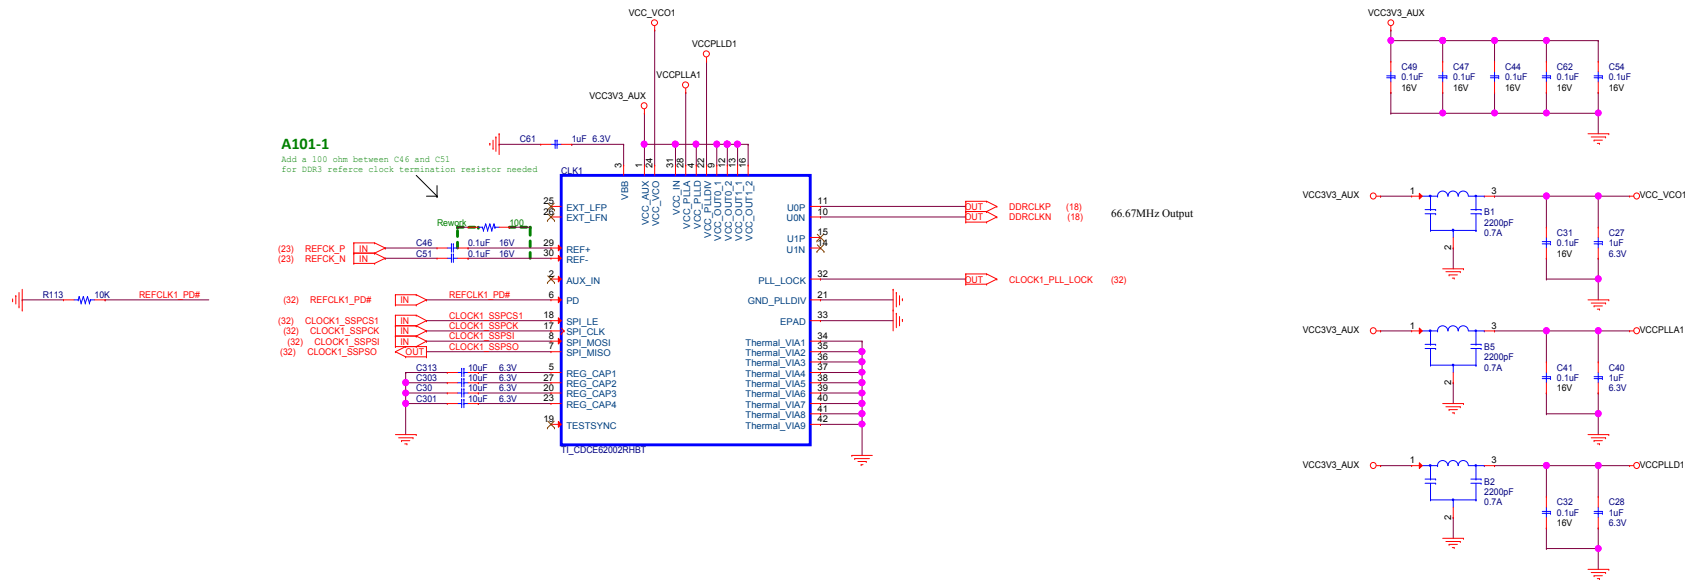 VCC_VCO1
VCCPLLD1
VCCPLLA1
VCC3V3_AUX
C61 1uF 6.3V
A101-1
Add a 100 ohm between C46 and C51
for DDR3 referce clock termination resistor needed
CLK1
3 1 24 31 28 4 22 9 12 13 16
VBB VCC_AUX VCC_VCO VCC_IN VCC_PLLA VCC_PLLD VCC_PLLDIV VCC_OUT0_1 VCC_OUT0_2 VCC_OUT1_1 VCC_OUT1_2
25 EXT_LFP
26 EXT_LFN
Rework 100
(23) REFCK_P IN C46 0.1uF 16V 29 REF+
(23) REFCK_N IN C51 0.1uF 16V 30 REF-
2 AUX_IN
R113 10K REFCLK1_PD#
(32) REFCLK1_PD# IN REFCLK1_PD# 6 PD
(32) CLOCK1_SSPCS1 IN CLOCK1_SSPCS1 18 SPI_LE
(32) CLOCK1_SSPCK IN CLOCK1_SSPCK 17 SPI_CLK
(32) CLOCK1_SSPSI IN CLOCK1_SSPSI 8 SPI_MOSI
(32) CLOCK1_SSPSO OUT CLOCK1_SSPSO 7 SPI_MISO
C313 10uF 6.3V 5 REG_CAP1
C303 10uF 6.3V 27 REG_CAP2
C30 10uF 6.3V 20 REG_CAP3
C301 10uF 6.3V 23 REG_CAP4
19 TESTSYNC
TI_CDCE62002RHBT
U0P 11 OUT DDRCLKP (18)
U0N 10 OUT DDRCLKN (18)
66.67MHz Output
U1P 15
U1N 14
PLL_LOCK 32 OUT CLOCK1_PLL_LOCK (32)
GND_PLLDIV 21
EPAD 33
Thermal_VIA1 34
Thermal_VIA2 35
Thermal_VIA3 36
Thermal_VIA4 37
Thermal_VIA5 38
Thermal_VIA6 39
Thermal_VIA7 40
Thermal_VIA8 41
Thermal_VIA9 42
VCC3V3_AUX
C49 C47 C44 C62 C54
0.1uF 0.1uF 0.1uF 0.1uF 0.1uF
16V 16V 16V 16V 16V
VCC3V3_AUX 1 3 VCC_VCO1
B1
2200pF
0.7A
2
C31 C27
0.1uF 1uF
16V 6.3V
VCC3V3_AUX 1 3 VCCPLLA1
B5
2200pF
0.7A
2
C41 C40
0.1uF 1uF
16V 6.3V
VCC3V3_AUX 1 3 VCCPLLD1
B2
2200pF
0.7A
2
C32 C28
0.1uF 1uF
16V 6.3V